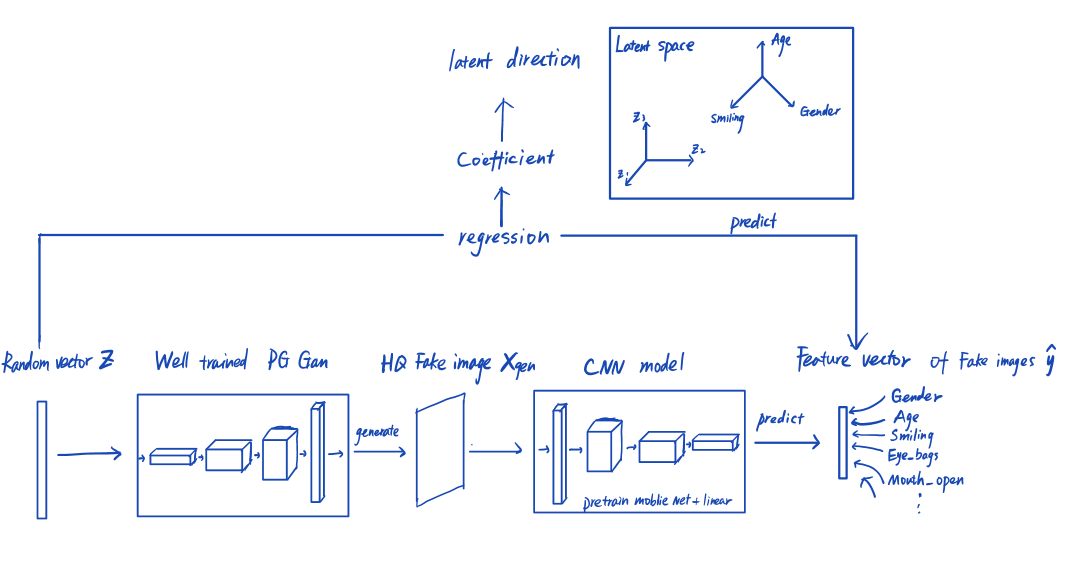 Latent space
Age
Smiling
Gender
Z3
Z2
Z1
latent direction
Coefficient
regression
predict
Random vector Z
Well trained PG Gan
HQ Fake image Xgen
CNN model
Feature vector of Fake images ŷ
generate
pretrain moblie Net + linear
predict
Gender
Age
Smiling
Eye_bags
Mouth_open
⋮